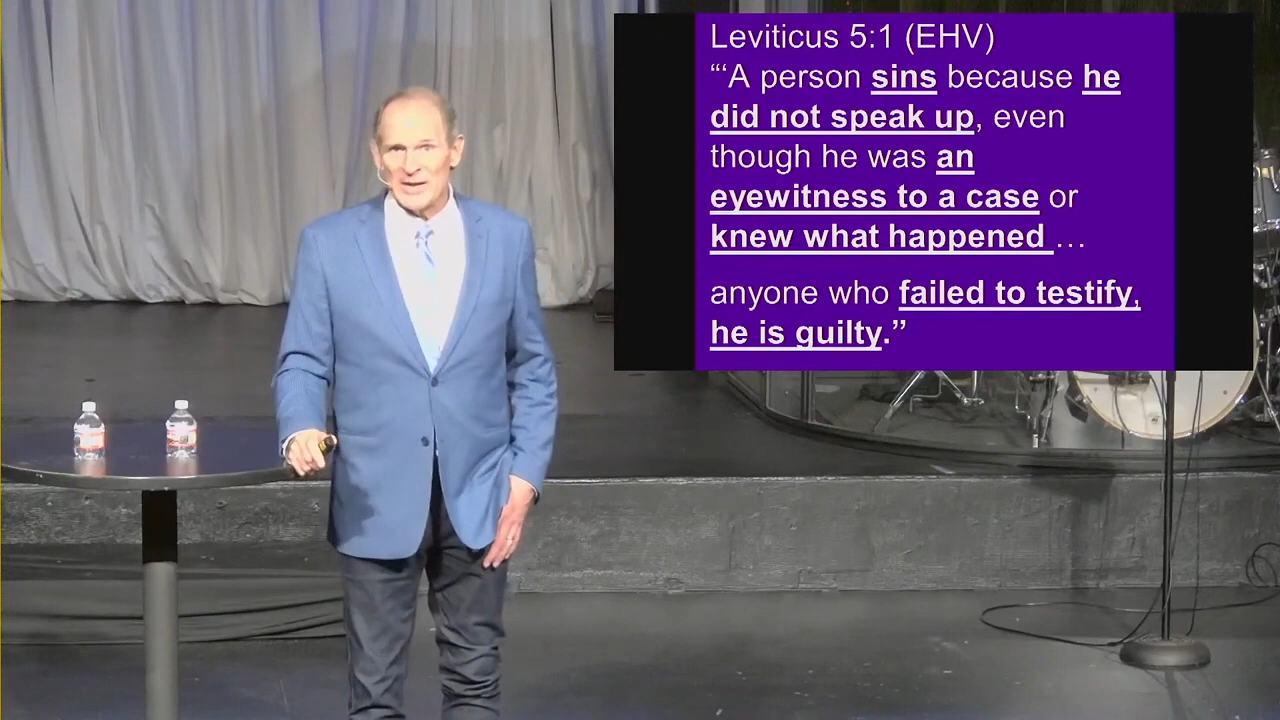 Leviticus 5:1 (EHV)
“‘A person sins because he
did not speak up, even
though he was an
eyewitness to a case or
knew what happened …
anyone who failed to testify,
he is guilty.”